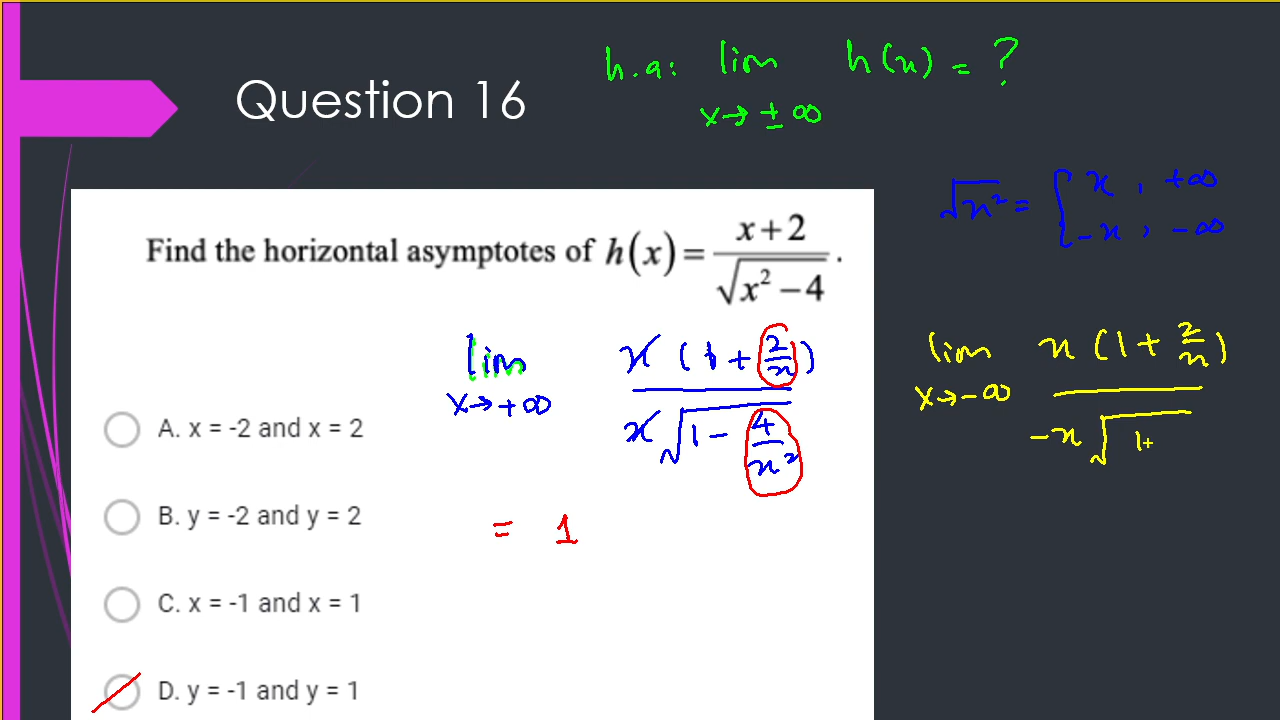 Question 16
h.a: lim x→±∞ h(x) = ?
√x² = { x, +∞
-x, -∞
Find the horizontal asymptotes of h(x) = (x+2)/√(x² − 4).
lim x→+∞ x(1 + 2/x) / x√(1 − 4/x²)
= 1
lim x→-∞ x(1 + 2/x) / -x√(1+
A. x = -2 and x = 2
B. y = -2 and y = 2
C. x = -1 and x = 1
D. y = -1 and y = 1